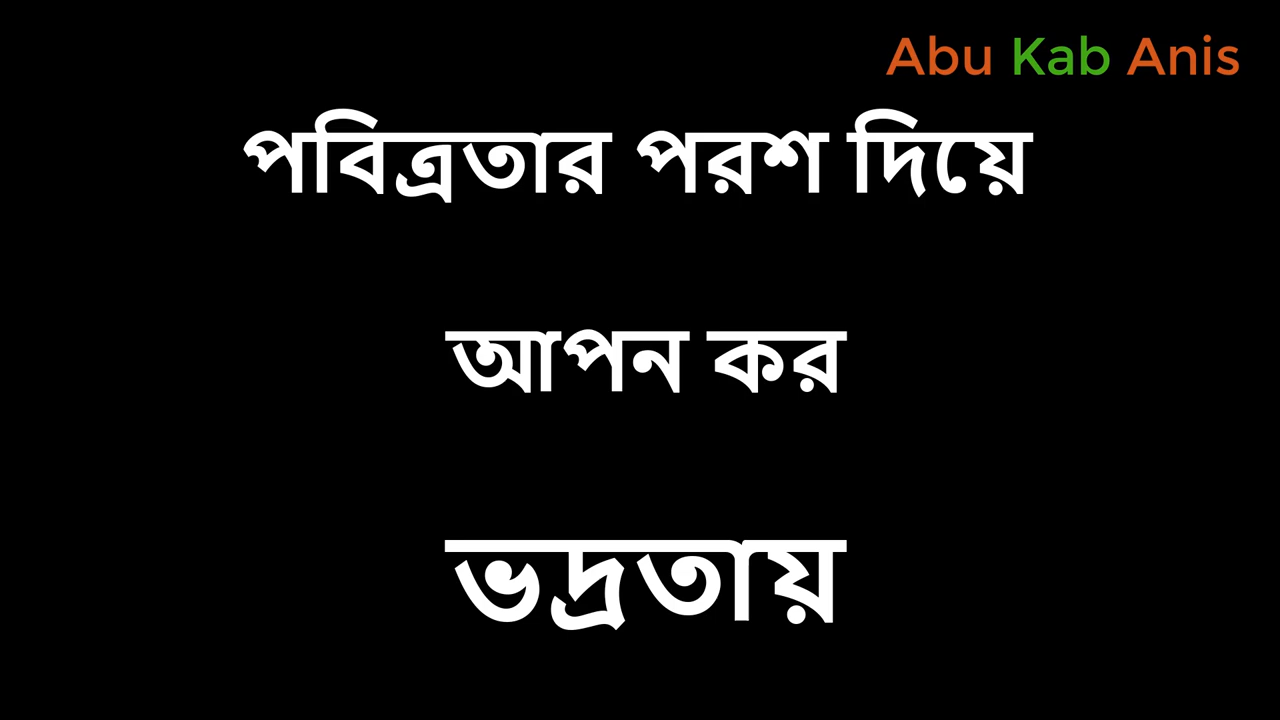 Abu Kab Anis
পবিত্রতার পরশ দিয়ে
আপন কর
ভদ্রতায়